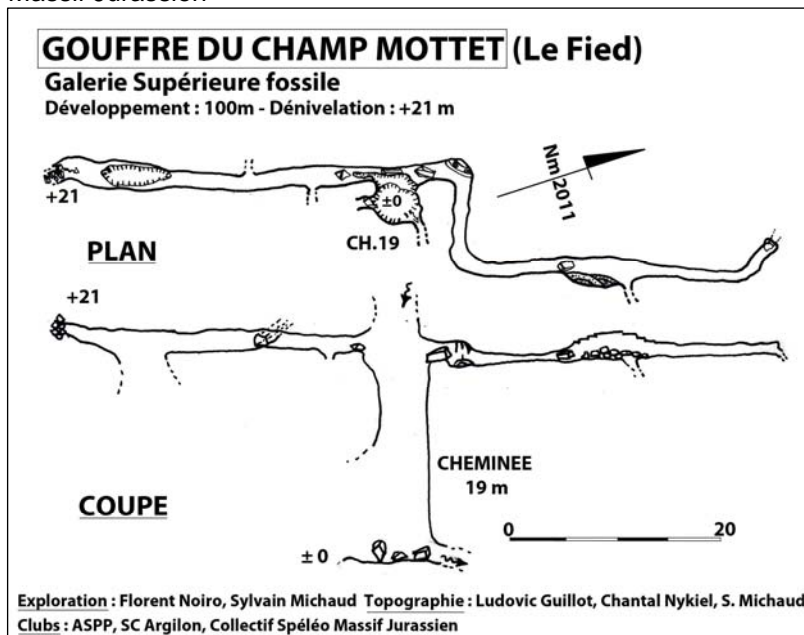 GOUFFRE DU CHAMP MOTTET (Le Fied)
Galerie Supérieure fossile
Développement : 100m - Dénivelation : +21 m
Nm 2011
+21
±0
CH.19
PLAN
+21
CHEMINEE
19 m
COUPE
0 20
±0
Exploration : Florent Noiro, Sylvain Michaud Topographie : Ludovic Guillot, Chantal Nykiel, S. Michaud
Clubs : ASPP, SC Argilon, Collectif Spéléo Massif Jurassien